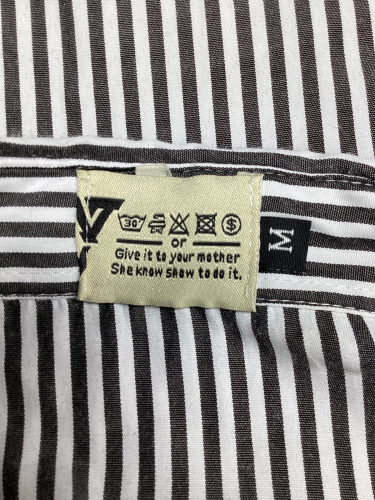 30°
or
Give it to your mother
She know show to do it.
M